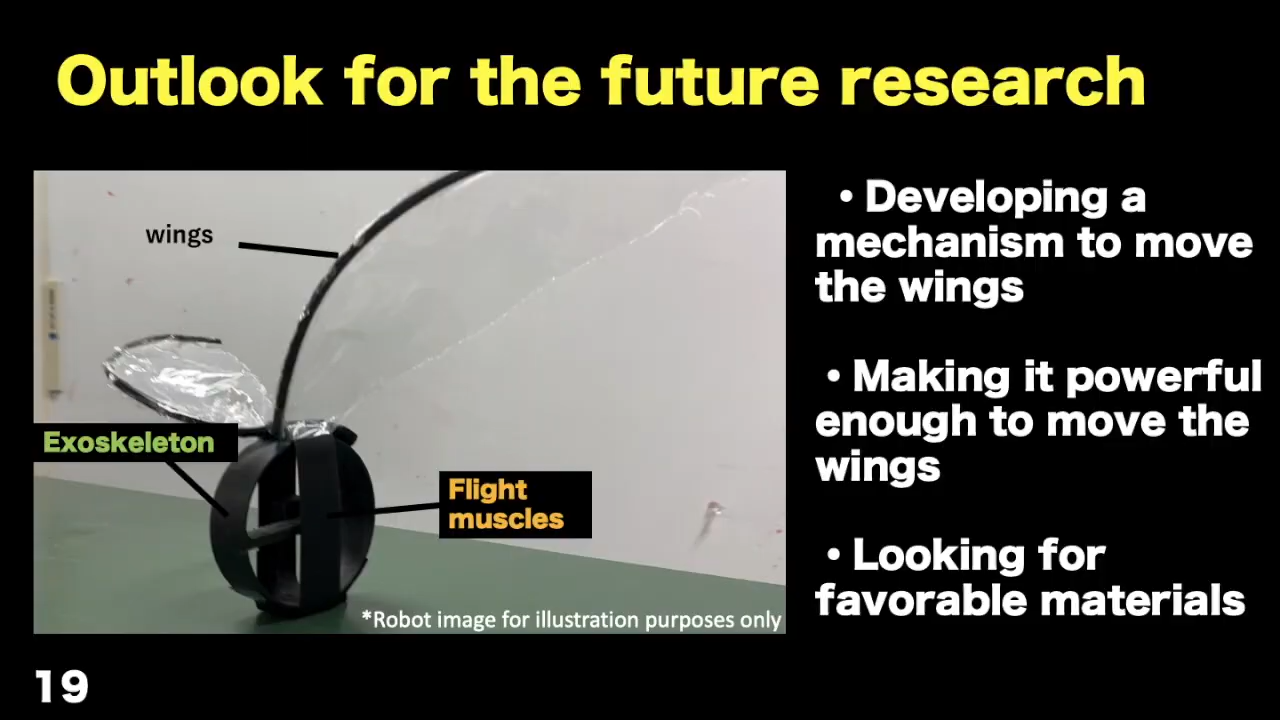 Outlook for the future research
wings
Exoskeleton
Flight
muscles
*Robot image for illustration purposes only
・Developing a
mechanism to move
the wings
・Making it powerful
enough to move the
wings
・Looking for
favorable materials
19